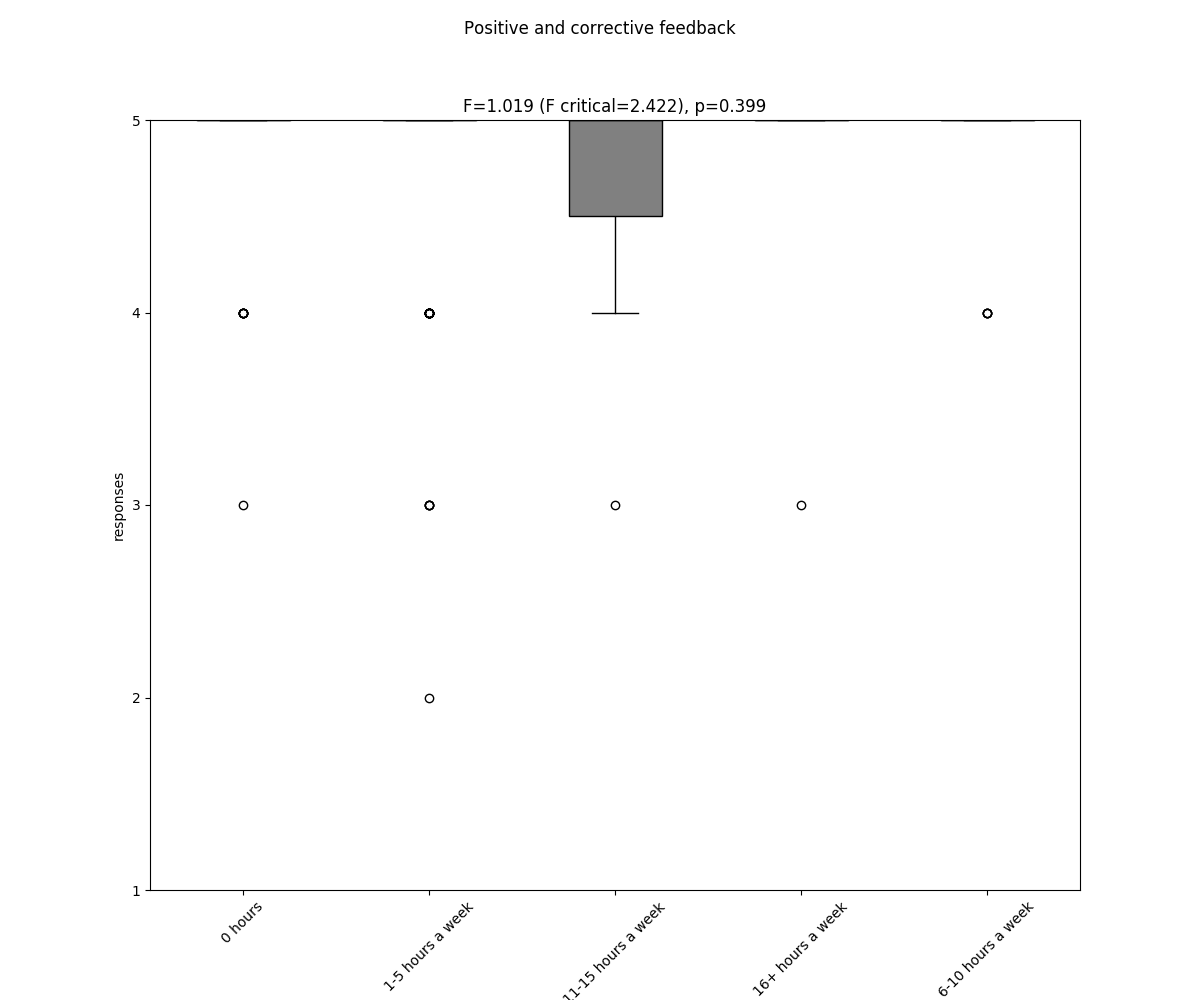 Positive and corrective feedback
F=1.019 (F critical=2.422), p=0.399
5
4
3
2
1
responses
0 hours
1-5 hours a week
11-15 hours a week
16+ hours a week
6-10 hours a week